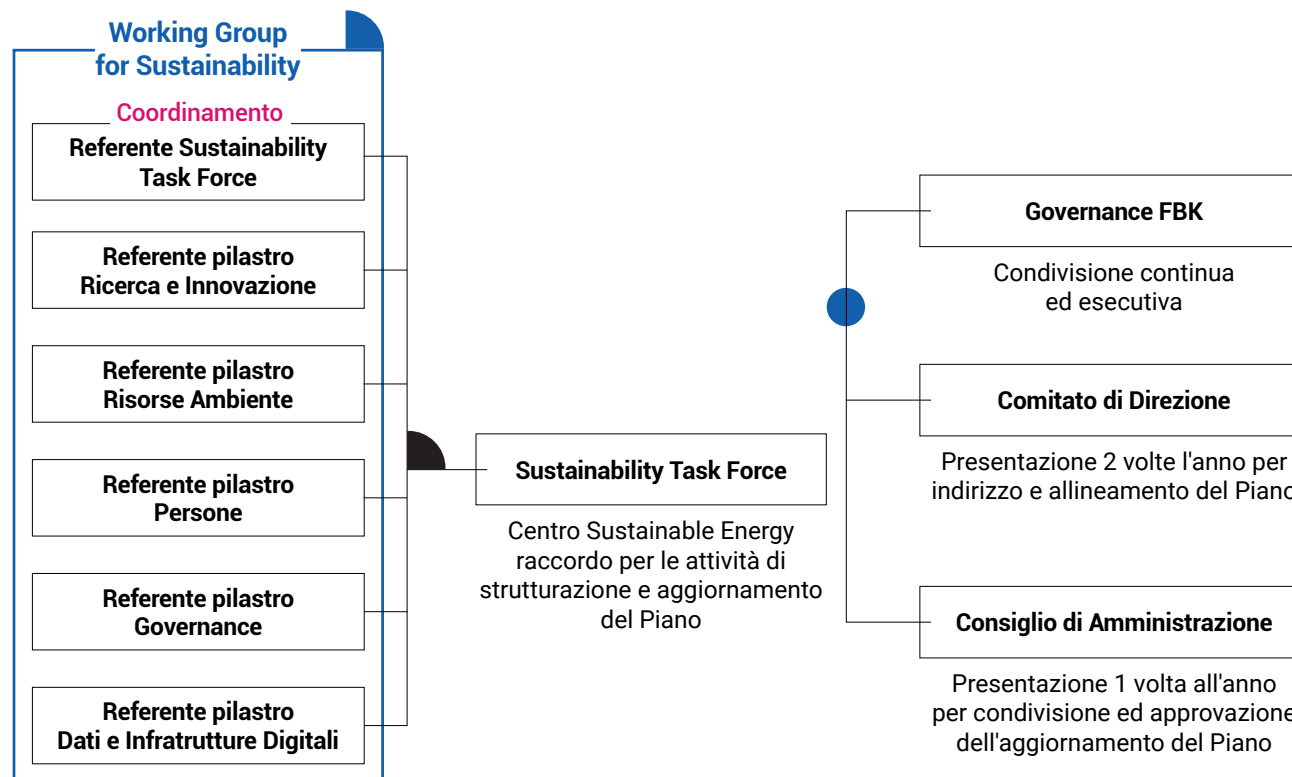 Working Group
for Sustainability
Coordinamento
Referente Sustainability
Task Force
Referente pilastro
Ricerca e Innovazione
Referente pilastro
Risorse Ambiente
Referente pilastro
Persone
Referente pilastro
Governance
Referente pilastro
Dati e Infratrutture Digitali
Sustainability Task Force
Centro Sustainable Energy
raccordo per le attività di
strutturazione e aggiornamento
del Piano
Governance FBK
Condivisione continua
ed esecutiva
Comitato di Direzione
Presentazione 2 volte l'anno per
indirizzo e allineamento del Piano
Consiglio di Amministrazione
Presentazione 1 volta all'anno
per condivisione ed approvazione
dell'aggiornamento del Piano